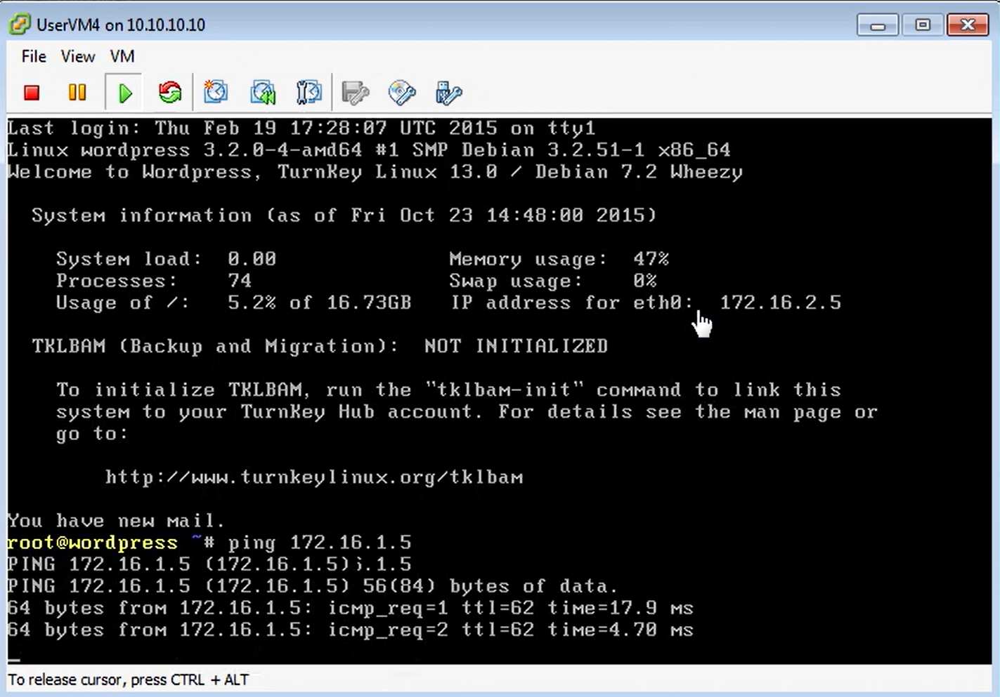 UserVM4 on 10.10.10.10
File View VM
Last login: Thu Feb 19 17:28:07 UTC 2015 on tty1
Linux wordpress 3.2.0-4-amd64 #1 SMP Debian 3.2.51-1 x86_64
Welcome to Wordpress, TurnKey Linux 13.0 / Debian 7.2 Wheezy
System information (as of Fri Oct 23 14:48:00 2015)
System load: 0.00 Memory usage: 47%
Processes: 74 Swap usage: 0%
Usage of /: 5.2% of 16.73GB IP address for eth0: 172.16.2.5
TKLBAM (Backup and Migration): NOT INITIALIZED
To initialize TKLBAM, run the "tklbam-init" command to link this
system to your TurnKey Hub account. For details see the man page or
go to:
http://www.turnkeylinux.org/tklbam
You have new mail.
root@wordpress ~# ping 172.16.1.5
PING 172.16.1.5 (172.16.1.5);.1.5
PING 172.16.1.5 (172.16.1.5) 56(84) bytes of data.
64 bytes from 172.16.1.5: icmp_req=1 ttl=62 time=17.9 ms
64 bytes from 172.16.1.5: icmp_req=2 ttl=62 time=4.70 ms
To release cursor, press CTRL + ALT